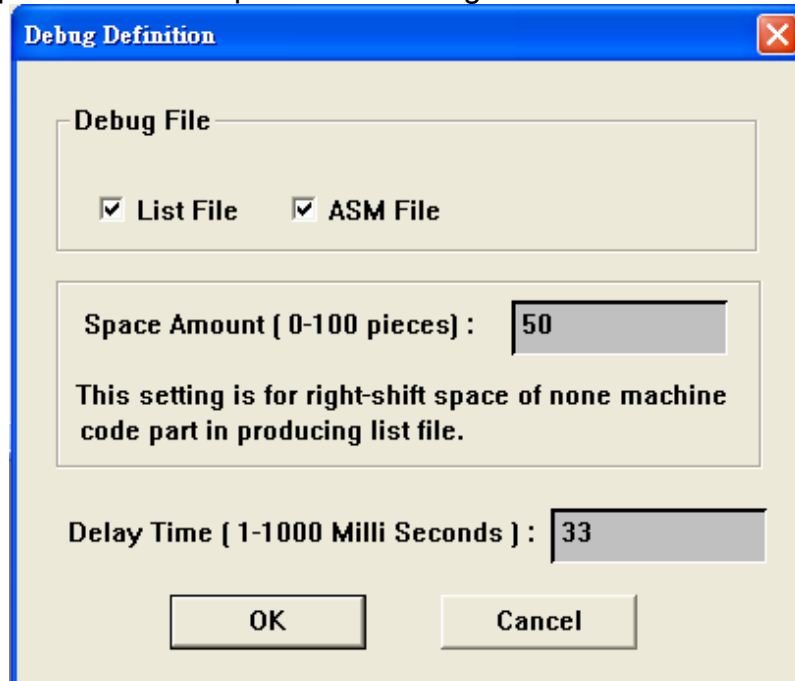 Debug Definition
Debug File
List File ASM File
Space Amount ( 0-100 pieces) : 50
This setting is for right-shift space of none machine
code part in producing list file.
Delay Time ( 1-1000 Milli Seconds ) : 33
OK Cancel